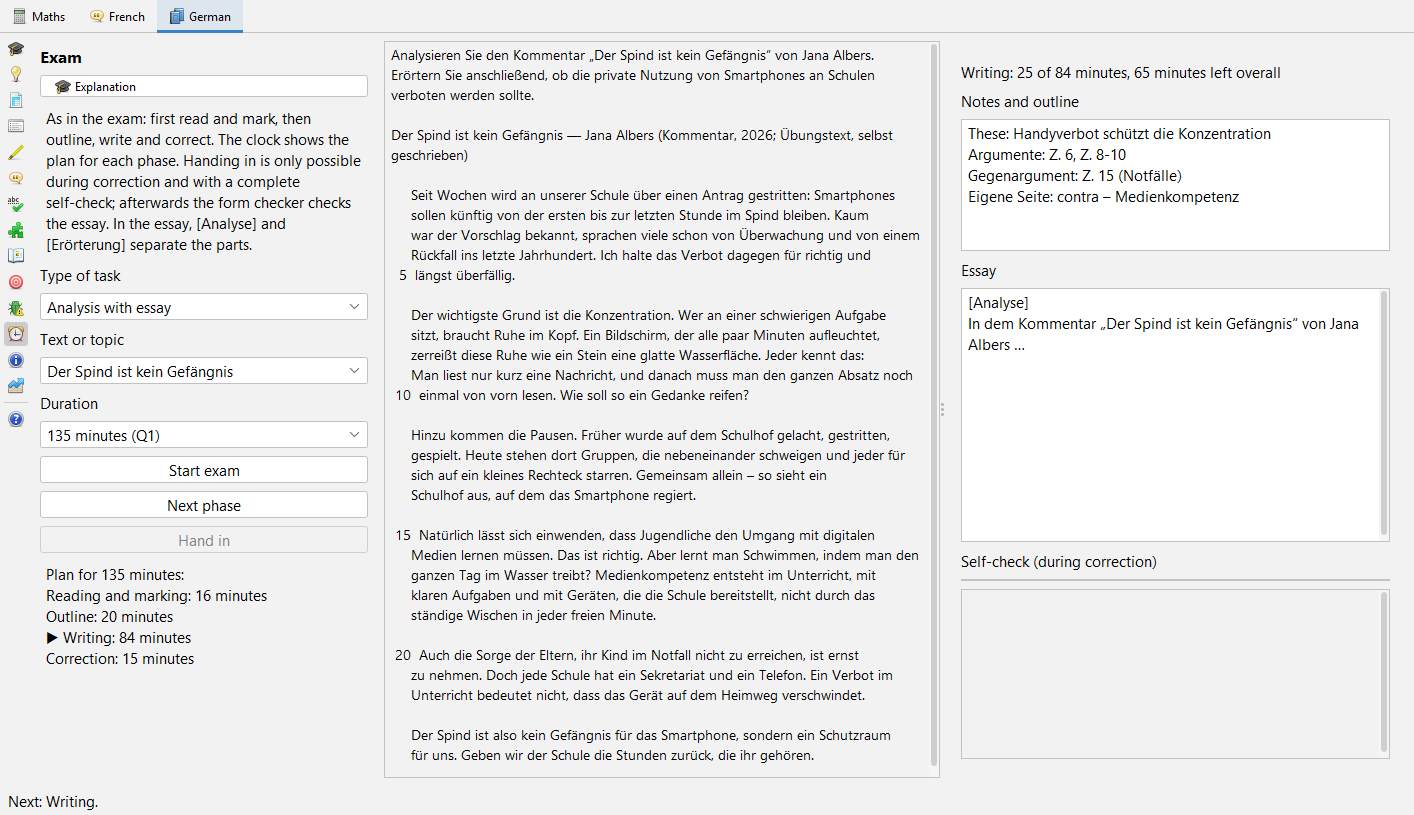 Maths
French
German
Exam
Explanation
As in the exam: first read and mark, then
outline, write and correct. The clock shows the
plan for each phase. Handing in is only possible
during correction and with a complete
self-check; afterwards the form checker checks
the essay. In the essay, [Analyse] and
[Erörterung] separate the parts.
Type of task
Analysis with essay
Text or topic
Der Spind ist kein Gefängnis
Duration
135 minutes (Q1)
Start exam
Next phase
Hand in
Plan for 135 minutes:
Reading and marking: 16 minutes
Outline: 20 minutes
▶ Writing: 84 minutes
Correction: 15 minutes
Analysieren Sie den Kommentar „Der Spind ist kein Gefängnis“ von Jana Albers.
Erörtern Sie anschließend, ob die private Nutzung von Smartphones an Schulen
verboten werden sollte.
Der Spind ist kein Gefängnis — Jana Albers (Kommentar, 2026; Übungstext, selbst
geschrieben)
Seit Wochen wird an unserer Schule über einen Antrag gestritten: Smartphones
sollen künftig von der ersten bis zur letzten Stunde im Spind bleiben. Kaum
war der Vorschlag bekannt, sprachen viele schon von Überwachung und von einem
Rückfall ins letzte Jahrhundert. Ich halte das Verbot dagegen für richtig und
5 längst überfällig.
Der wichtigste Grund ist die Konzentration. Wer an einer schwierigen Aufgabe
sitzt, braucht Ruhe im Kopf. Ein Bildschirm, der alle paar Minuten aufleuchtet,
zerreißt diese Ruhe wie ein Stein eine glatte Wasserfläche. Jeder kennt das:
Man liest nur kurz eine Nachricht, und danach muss man den ganzen Absatz noch
10 einmal von vorn lesen. Wie soll so ein Gedanke reifen?
Hinzu kommen die Pausen. Früher wurde auf dem Schulhof gelacht, gestritten,
gespielt. Heute stehen dort Gruppen, die nebeneinander schweigen und jeder für
sich auf ein kleines Rechteck starren. Gemeinsam allein – so sieht ein
Schulhof aus, auf dem das Smartphone regiert.
15 Natürlich lässt sich einwenden, dass Jugendliche den Umgang mit digitalen
Medien lernen müssen. Das ist richtig. Aber lernt man Schwimmen, indem man den
ganzen Tag im Wasser treibt? Medienkompetenz entsteht im Unterricht, mit
klaren Aufgaben und mit Geräten, die die Schule bereitstellt, nicht durch das
ständige Wischen in jeder freien Minute.
20 Auch die Sorge der Eltern, ihr Kind im Notfall nicht zu erreichen, ist ernst
zu nehmen. Doch jede Schule hat ein Sekretariat und ein Telefon. Ein Verbot im
Unterricht bedeutet nicht, dass das Gerät auf dem Heimweg verschwindet.
Der Spind ist also kein Gefängnis für das Smartphone, sondern ein Schutzraum
für uns. Geben wir der Schule die Stunden zurück, die ihr gehören.
Writing: 25 of 84 minutes, 65 minutes left overall
Notes and outline
These: Handyverbot schützt die Konzentration
Argumente: Z. 6, Z. 8-10
Gegenargument: Z. 15 (Notfälle)
Eigene Seite: contra – Medienkompetenz
Essay
[Analyse]
In dem Kommentar „Der Spind ist kein Gefängnis“ von Jana
Albers …
Self-check (during correction)
Next: Writing.